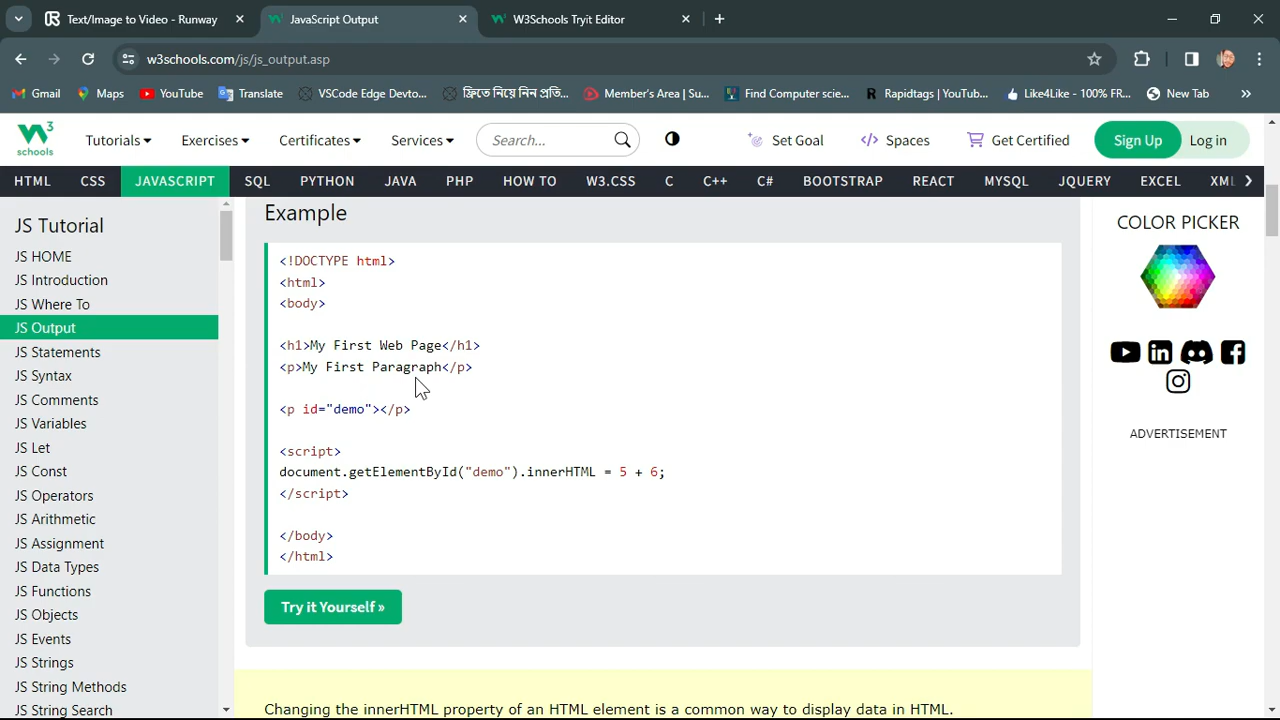 Text/Image to Video - Runway
JavaScript Output
W3Schools Tryit Editor
w3schools.com/js/js_output.asp
Gmail
Maps
YouTube
Translate
VSCode Edge Devto...
ফ্রিতে নিয়ে নিন প্রতি...
Member's Area | Su...
Find Computer scie...
Rapidtags | YouTub...
Like4Like - 100% FR...
New Tab
W3
schools
Tutorials
Exercises
Certificates
Services
Search...
Set Goal
Spaces
Get Certified
Sign Up
Log in
HTML
CSS
JAVASCRIPT
SQL
PYTHON
JAVA
PHP
HOW TO
W3.CSS
C
C++
C#
BOOTSTRAP
REACT
MYSQL
JQUERY
EXCEL
XML
JS Tutorial
JS HOME
JS Introduction
JS Where To
JS Output
JS Statements
JS Syntax
JS Comments
JS Variables
JS Let
JS Const
JS Operators
JS Arithmetic
JS Assignment
JS Data Types
JS Functions
JS Objects
JS Events
JS Strings
JS String Methods
JS String Search
Example
<!DOCTYPE html>
<html>
<body>
<h1>My First Web Page</h1>
<p>My First Paragraph</p>
<p id="demo"></p>
<script>
document.getElementById("demo").innerHTML = 5 + 6;
</script>
</body>
</html>
Try it Yourself »
Changing the innerHTML property of an HTML element is a common way to display data in HTML.
COLOR PICKER
ADVERTISEMENT